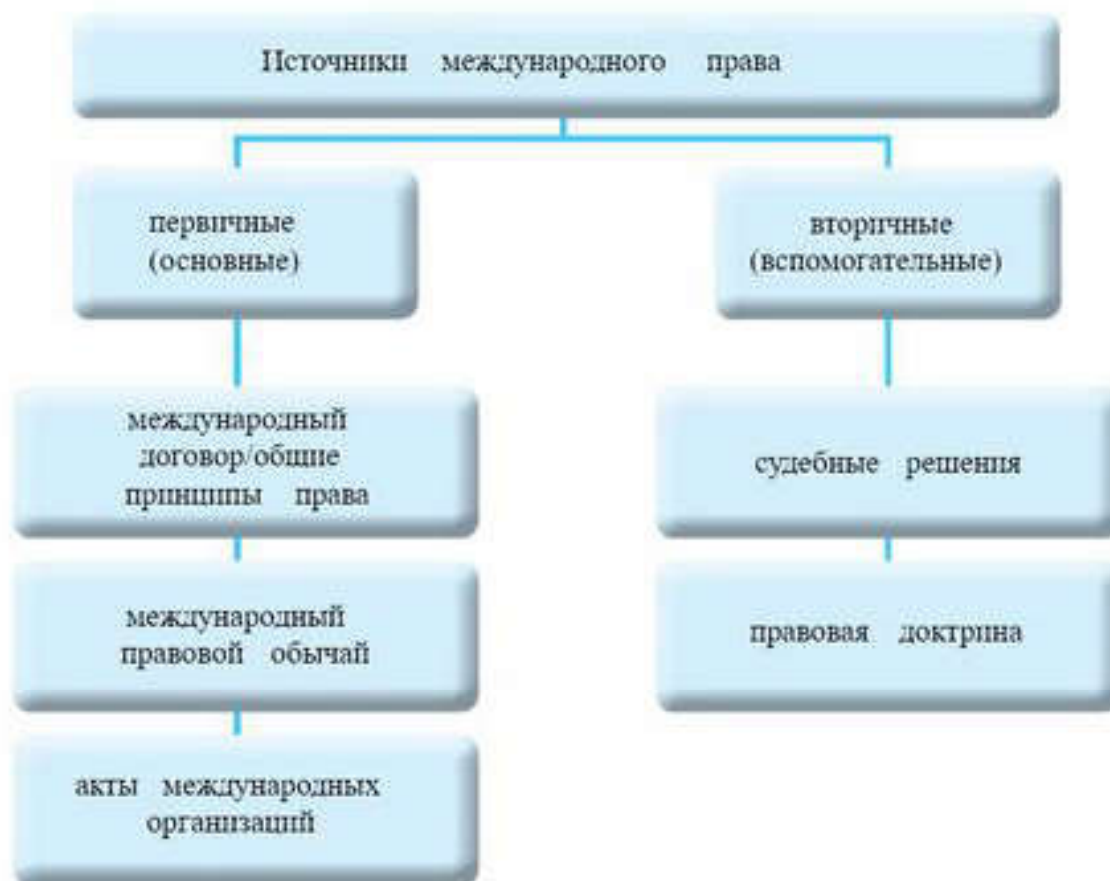 Источники международного права
первичные
(основные)
вторичные
(вспомогательные)
международный
договор/общие
принципы права
международный
правовой обычай
акты международных
организаций
судебные решения
правовая доктрина